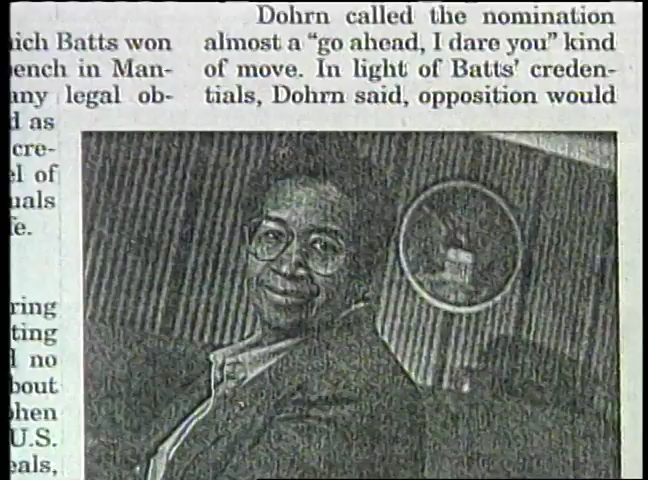 ich Batts won
ench in Man-
any legal ob-
d as
cre-
el of
uals
fe.
ring
ting
l no
bout
phen
U.S.
eals,
Dohrn called the nomination
almost a “go ahead, I dare you” kind
of move. In light of Batts’ creden-
tials, Dohrn said, opposition would